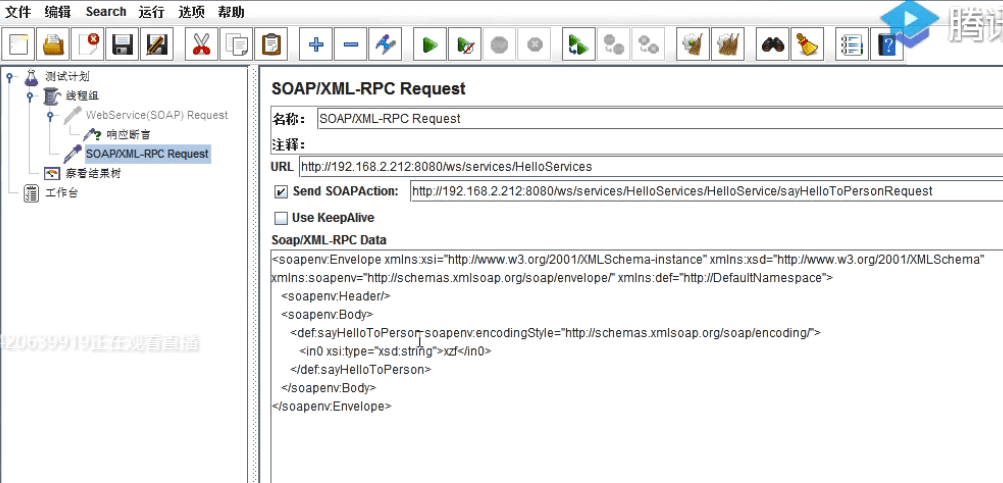 文件 编辑 Search 运行 选项 帮助
腾讯
测试计划
线程组
WebService(SOAP) Request
响应断言
SOAP/XML-RPC Request
察看结果树
工作台
SOAP/XML-RPC Request
名称: SOAP/XML-RPC Request
注释:
URL http://192.168.2.212:8080/ws/services/HelloServices
Send SOAPAction: http://192.168.2.212:8080/ws/services/HelloServices/HelloService/sayHelloToPersonRequest
Use KeepAlive
Soap/XML-RPC Data
<soapenv:Envelope xmlns:xsi="http://www.w3.org/2001/XMLSchema-instance" xmlns:xsd="http://www.w3.org/2001/XMLSchema"
xmlns:soapenv="http://schemas.xmlsoap.org/soap/envelope/" xmlns:def="http://DefaultNamespace">
<soapenv:Header/>
<soapenv:Body>
<def:sayHelloToPerson soapenv:encodingStyle="http://schemas.xmlsoap.org/soap/encoding/">
<in0 xsi:type="xsd:string">xzf</in0>
</def:sayHelloToPerson>
</soapenv:Body>
</soapenv:Envelope>
20639919正在观看直播